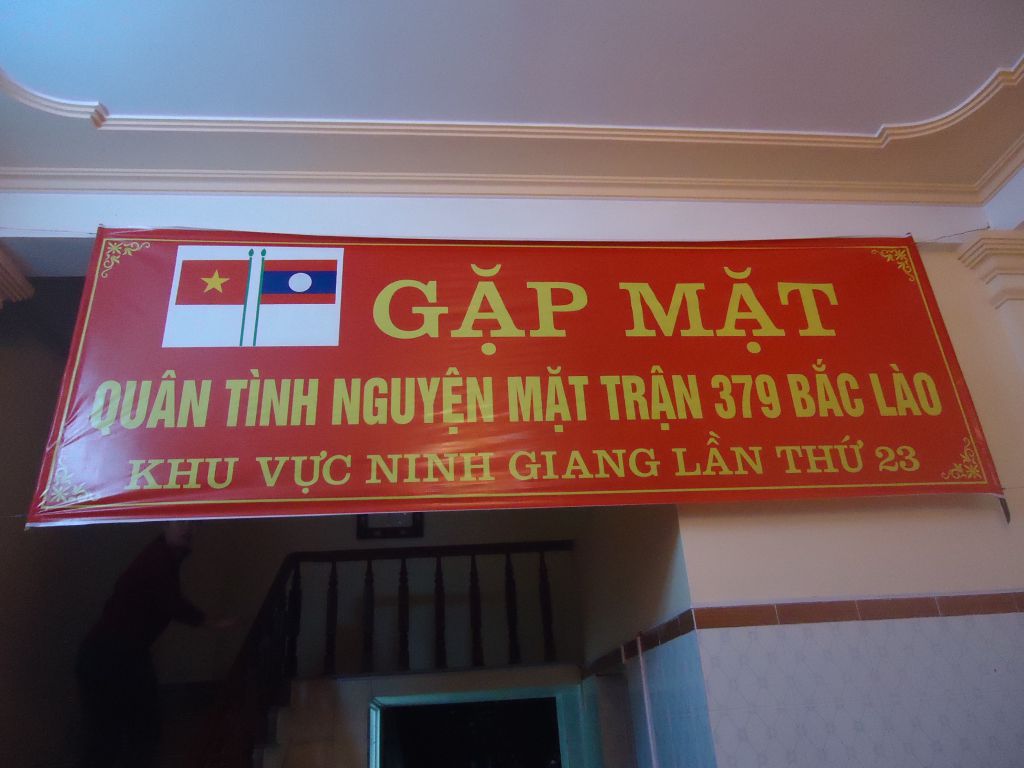 GẶP MẶT
QUÂN TÌNH NGUYỆN MẶT TRẬN 379 BẮC LÀO
KHU VỰC NINH GIANG LẦN THỨ 23